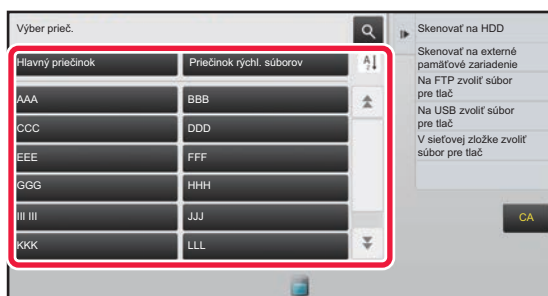 Výber prieč.
Hlavný priečinok
Priečinok rýchl. súborov
AAA
BBB
CCC
DDD
EEE
FFF
GGG
HHH
III III
JJJ
KKK
LLL
Skenovať na HDD
Skenovať na externé
pamäťové zariadenie
Na FTP zvoliť súbor
pre tlač
Na USB zvoliť súbor
pre tlač
V sieťovej zložke zvoliť
súbor pre tlač
CA